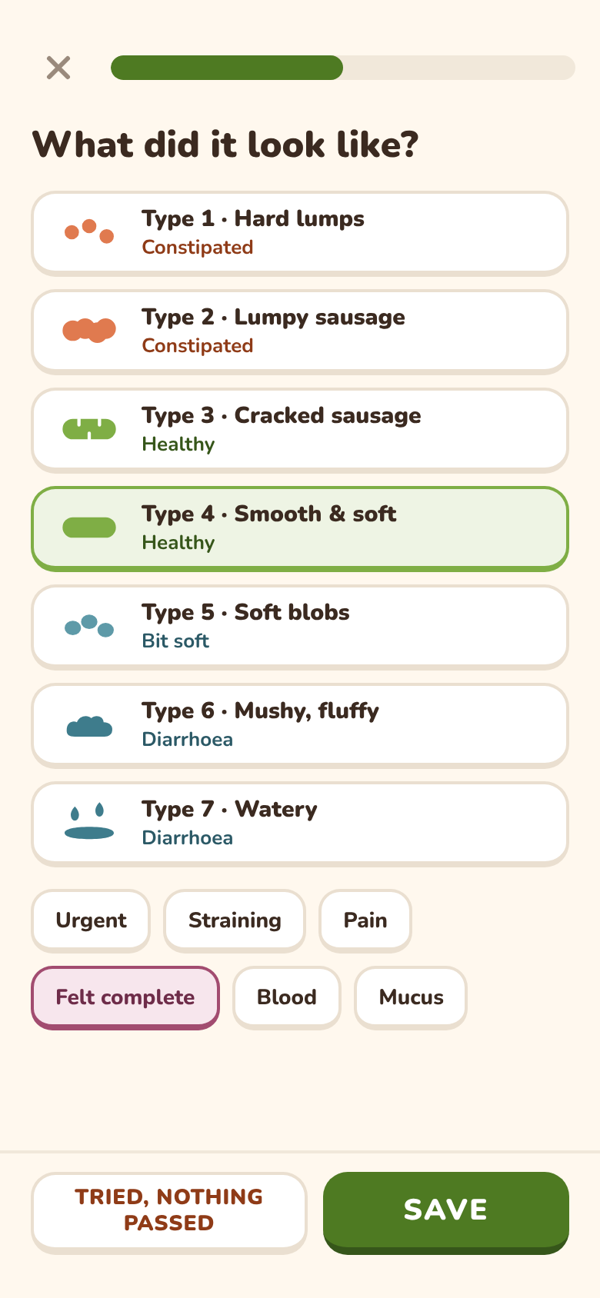 What did it look like?
Type 1 · Hard lumps
Constipated
Type 2 · Lumpy sausage
Constipated
Type 3 · Cracked sausage
Healthy
Type 4 · Smooth & soft
Healthy
Type 5 · Soft blobs
Bit soft
Type 6 · Mushy, fluffy
Diarrhoea
Type 7 · Watery
Diarrhoea
Urgent Straining Pain
Felt complete Blood Mucus
TRIED, NOTHING
PASSED
SAVE